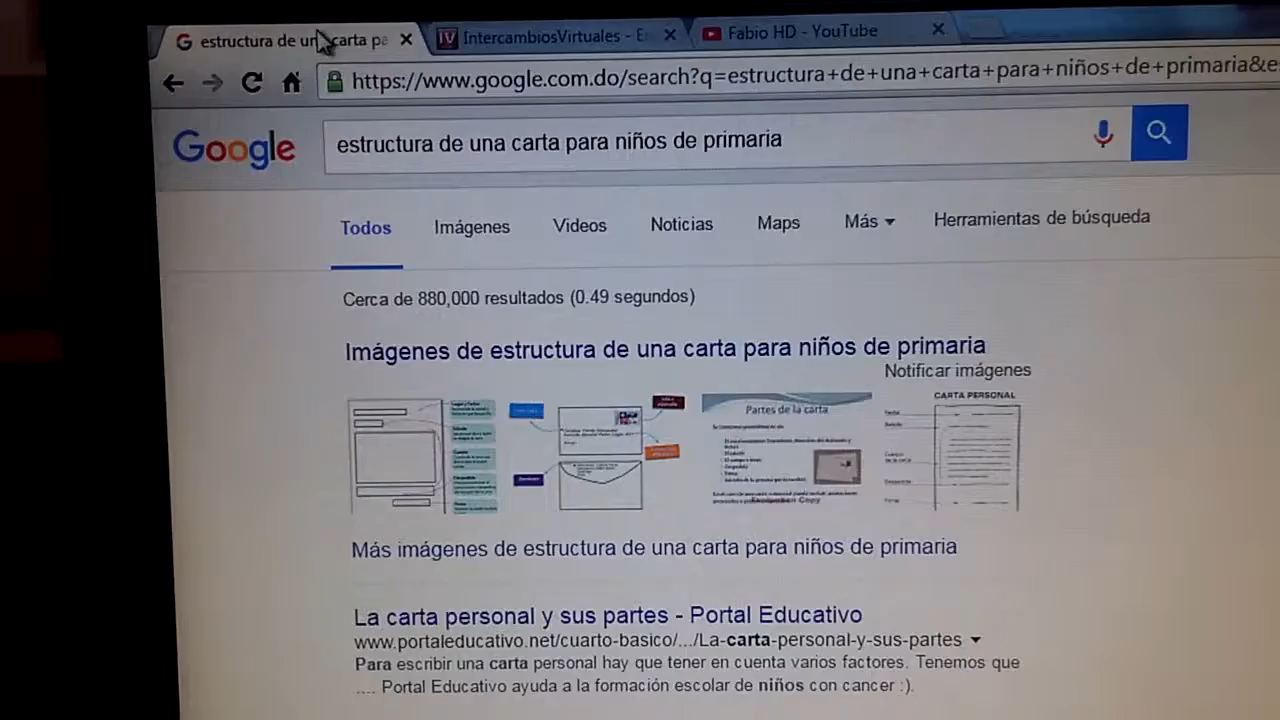 estructura de un carta pa
IntercambiosVirtuales - E
Fabio HD - YouTube
https://www.google.com.do/search?q=estructura+de+una+carta+para+niños+de+primaria&e
Google
estructura de una carta para niños de primaria
Todos
Imágenes
Videos
Noticias
Maps
Más
Herramientas de búsqueda
Cerca de 880,000 resultados (0.49 segundos)
Imágenes de estructura de una carta para niños de primaria
Notificar imágenes
Partes de la carta
CARTA PERSONAL
Más imágenes de estructura de una carta para niños de primaria
La carta personal y sus partes - Portal Educativo
www.portaleducativo.net/cuarto-basico/.../La-carta-personal-y-sus-partes
Para escribir una carta personal hay que tener en cuenta varios factores. Tenemos que
.... Portal Educativo ayuda a la formación escolar de niños con cancer :).